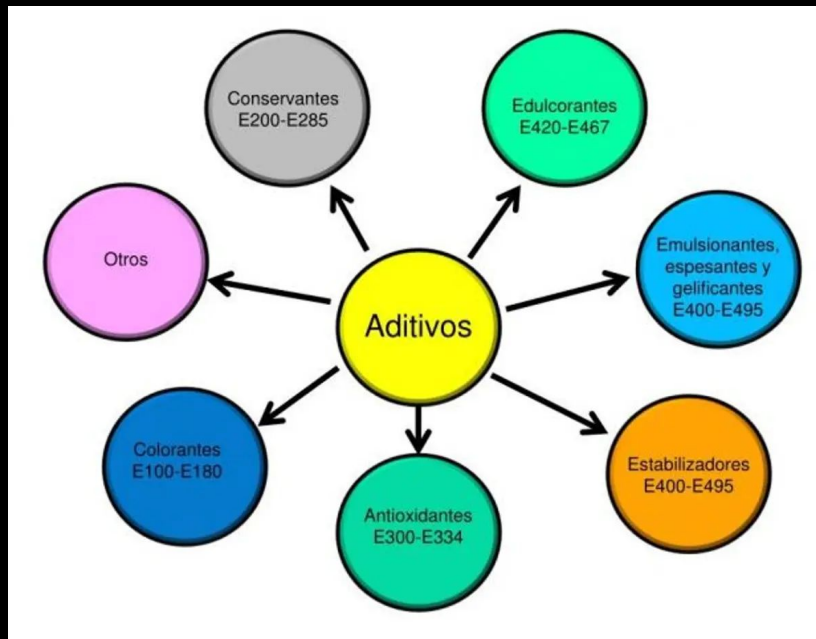 Conservantes
E200-E285
Edulcorantes
E420-E467
Otros
Emulsionantes,
espesantes y
gelificantes
E400-E495
Aditivos
Colorantes
E100-E180
Estabilizadores
E400-E495
Antioxidantes
E300-E334